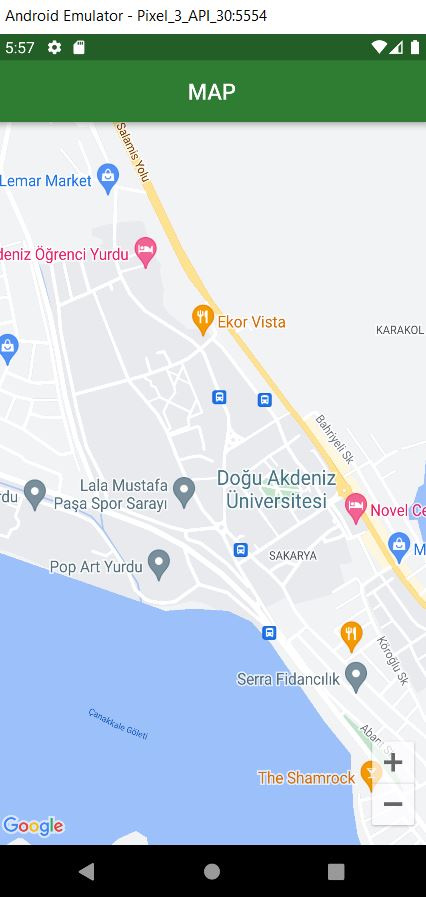 Android Emulator - Pixel_3_API_30:5554
5:57
MAP
Salamis Yolu
Lemar Market
deniz Öğrenci Yurdu
Ekor Vista
KARAKOL
Bahriyeli Sk
Lala Mustafa
Paşa Spor Sarayı
Doğu Akdeniz
Üniversitesi
rdu
Novel Ce
M
SAKARYA
Pop Art Yurdu
Köroğlu Sk
Serra Fidancılık
Çanakkale Göleti
The Shamrock
+
−
Google